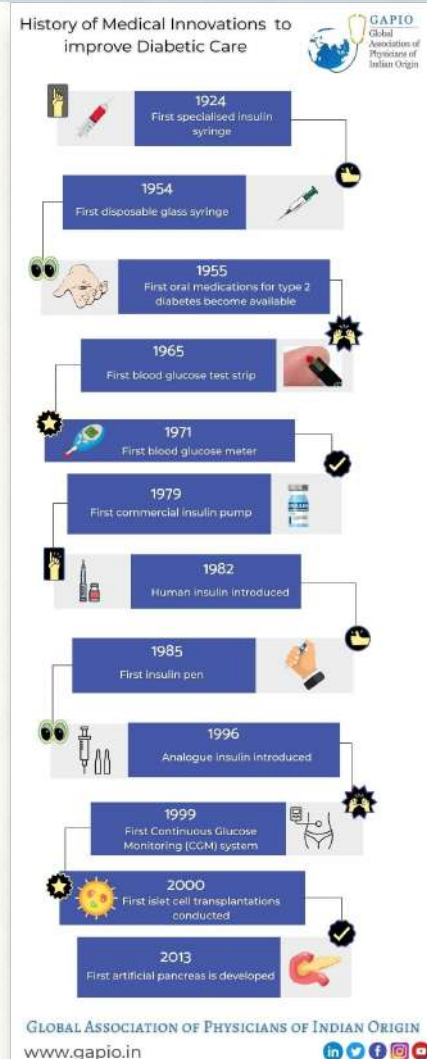 History of Medical Innovations to
improve Diabetic Care
GAPIO
Global
Association of
Physicians of
Indian Origin
1924
First specialised insulin
syringe
1954
First disposable glass syringe
1955
First oral medications for type 2
diabetes become available
1965
First blood glucose test strip
1971
First blood glucose meter
1979
First commercial insulin pump
1982
Human insulin introduced
1985
First insulin pen
1996
Analogue insulin introduced
1999
First Continuous Glucose
Monitoring (CGM) system
2000
First islet cell transplantations
conducted
2013
First artificial pancreas is developed
GLOBAL ASSOCIATION OF PHYSICIANS OF INDIAN ORIGIN
www.gapio.in